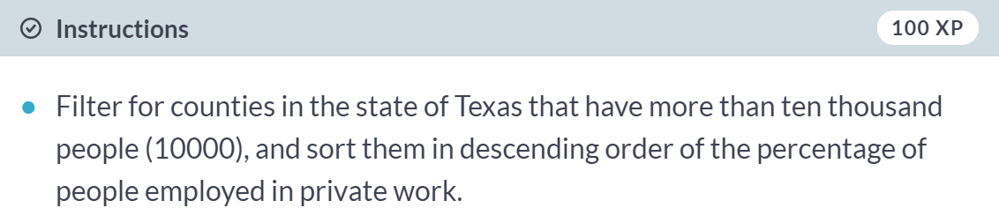 Instructions
100 XP
Filter for counties in the state of Texas that have more than ten thousand
people (10000), and sort them in descending order of the percentage of
people employed in private work.